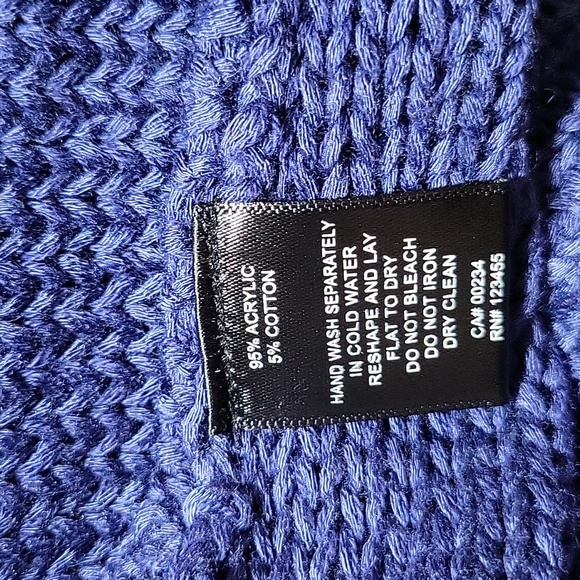 95% ACRYLIC
5% COTTON
HAND WASH SEPARATELY
IN COLD WATER
RESHAPE AND LAY
FLAT TO DRY
DO NOT BLEACH
DO NOT IRON
DRY CLEAN
CA# 00234
RN# 123455